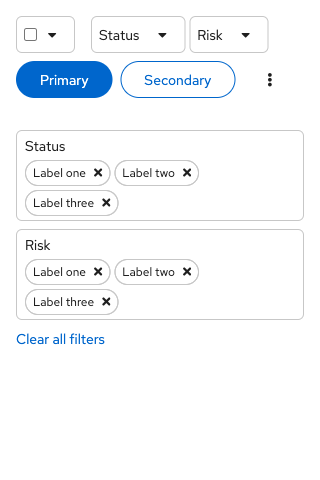 Status Risk
Primary Secondary
Status
Label one Label two
Label three
Risk
Label one Label two
Label three
Clear all filters